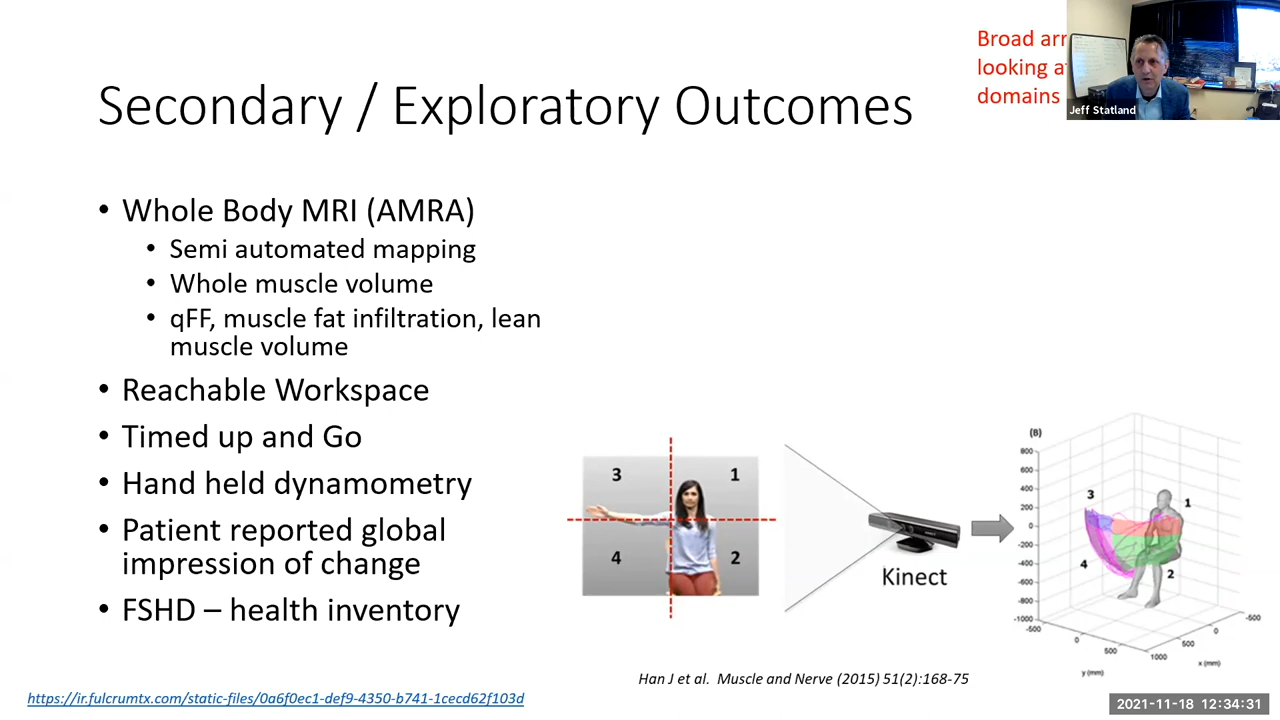 Broad arr
looking a
domains
Jeff Statland
Secondary / Exploratory Outcomes
• Whole Body MRI (AMRA)
• Semi automated mapping
• Whole muscle volume
• qFF, muscle fat infiltration, lean
muscle volume
• Reachable Workspace
• Timed up and Go
• Hand held dynamometry
• Patient reported global
impression of change
• FSHD – health inventory
3 1
4 2
Kinect
(B)
800
600
400
200
0
-200
-400
-600
-800
-1000
-500
0
500
1000
500
0
-500
y (mm)
x (mm)
3
1
4
2
Han J et al. Muscle and Nerve (2015) 51(2):168-75
https://ir.fulcrumtx.com/static-files/0a6f0ec1-def9-4350-b741-1cecd62f103d
2021-11-18 12:34:31